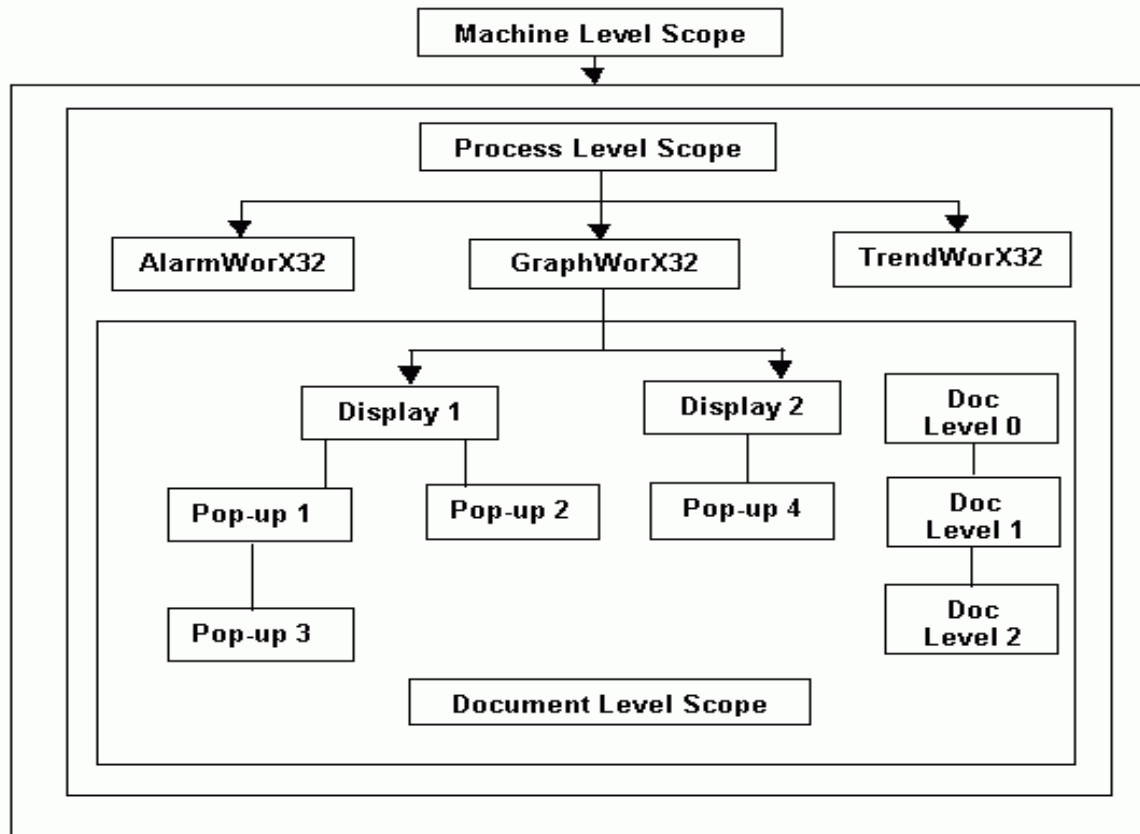 Machine Level Scope
Process Level Scope
AlarmWorX32
GraphWorX32
TrendWorX32
Display 1
Display 2
Doc
Level 0
Pop-up 1
Pop-up 2
Pop-up 4
Doc
Level 1
Pop-up 3
Doc
Level 2
Document Level Scope